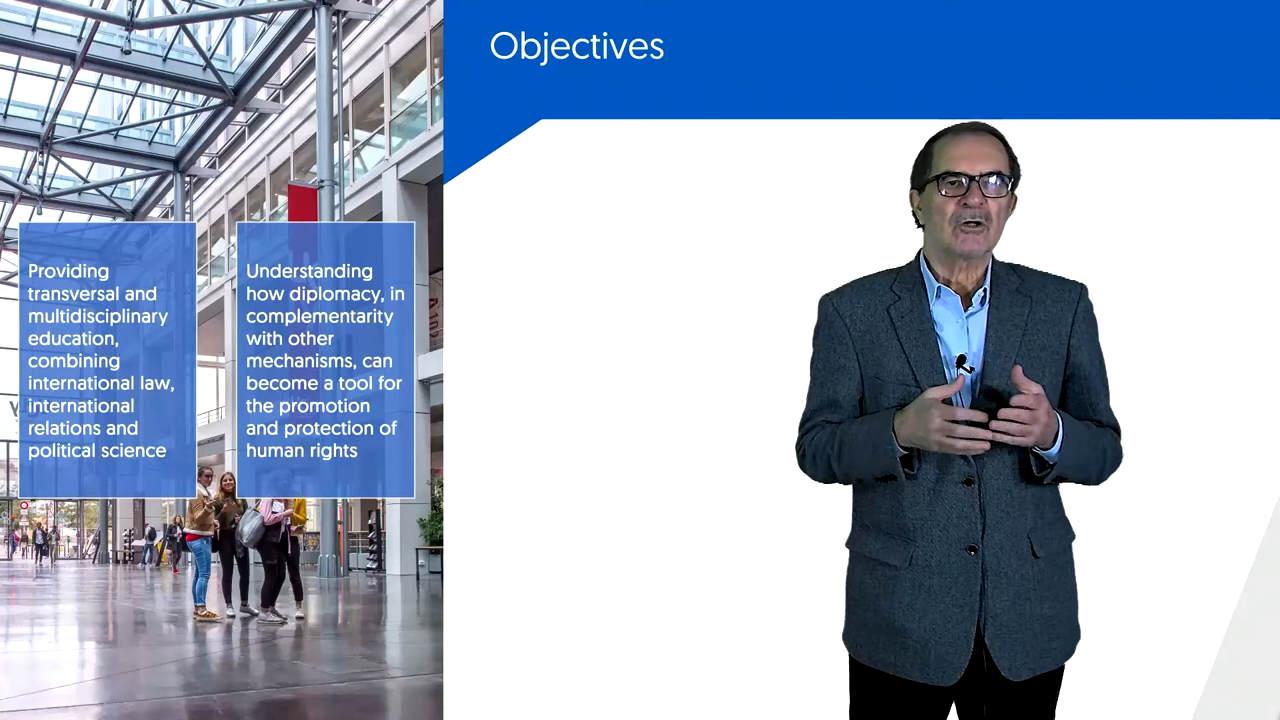 Objectives
Providing
transversal and
multidisciplinary
education,
combining
international law,
international
relations and
political science
Understanding
how diplomacy, in
complementarity
with other
mechanisms, can
become a tool for
the promotion
and protection of
human rights